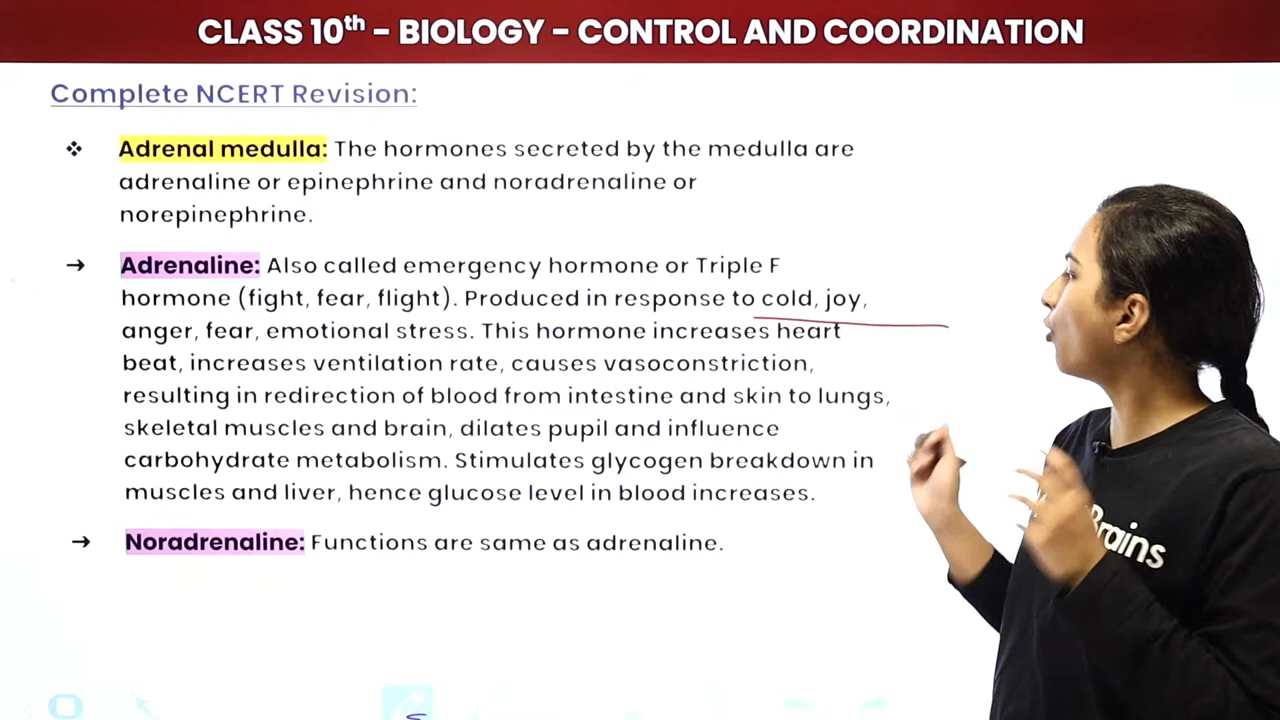 CLASS 10th - BIOLOGY - CONTROL AND COORDINATION
Complete NCERT Revision:
❖ Adrenal medulla: The hormones secreted by the medulla are
adrenaline or epinephrine and noradrenaline or
norepinephrine.
→ Adrenaline: Also called emergency hormone or Triple F
hormone (fight, fear, flight). Produced in response to cold, joy,
anger, fear, emotional stress. This hormone increases heart
beat, increases ventilation rate, causes vasoconstriction,
resulting in redirection of blood from intestine and skin to lungs,
skeletal muscles and brain, dilates pupil and influence
carbohydrate metabolism. Stimulates glycogen breakdown in
muscles and liver, hence glucose level in blood increases.
→ Noradrenaline: Functions are same as adrenaline.